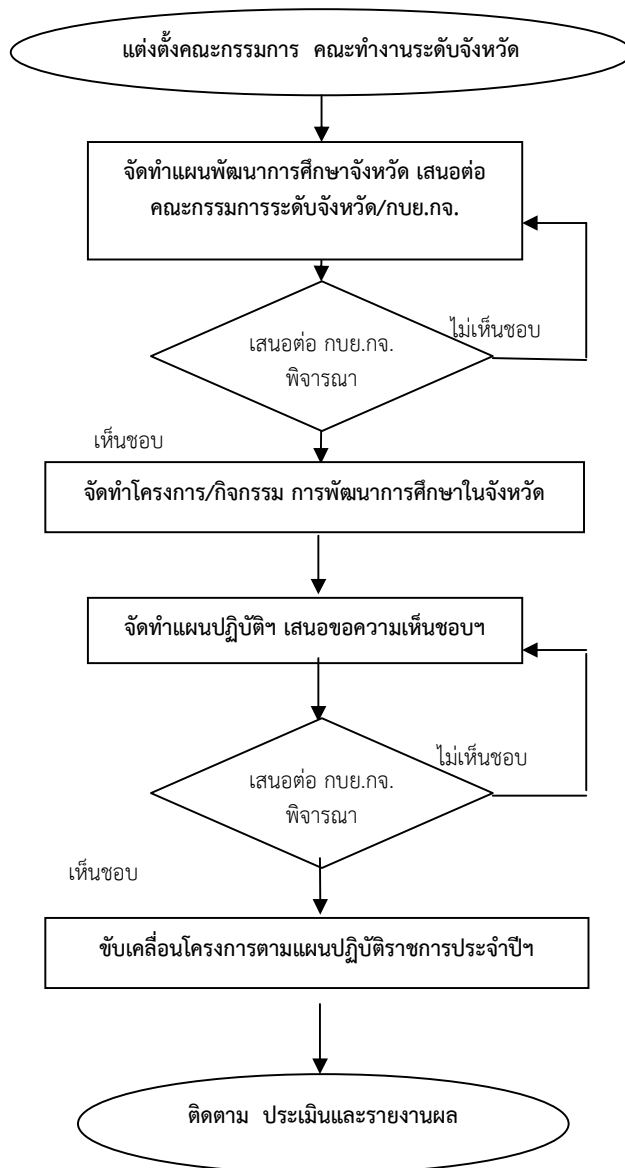 แต่งตั้งคณะกรรมการ คณะทำงานระดับจังหวัด
จัดทำแผนพัฒนาการศึกษาจังหวัด เสนอต่อ
คณะกรรมการระดับจังหวัด/กบย.กจ.
ไม่เห็นชอบ
เสนอต่อ กบย.กจ.
พิจารณา
เห็นชอบ
จัดทำโครงการ/กิจกรรม การพัฒนาการศึกษาในจังหวัด
จัดทำแผนปฏิบัติฯ เสนอขอความเห็นชอบฯ
ไม่เห็นชอบ
เสนอต่อ กบย.กจ.
พิจารณา
เห็นชอบ
ขับเคลื่อนโครงการตามแผนปฏิบัติราชการประจำปีฯ
ติดตาม ประเมินและรายงานผล